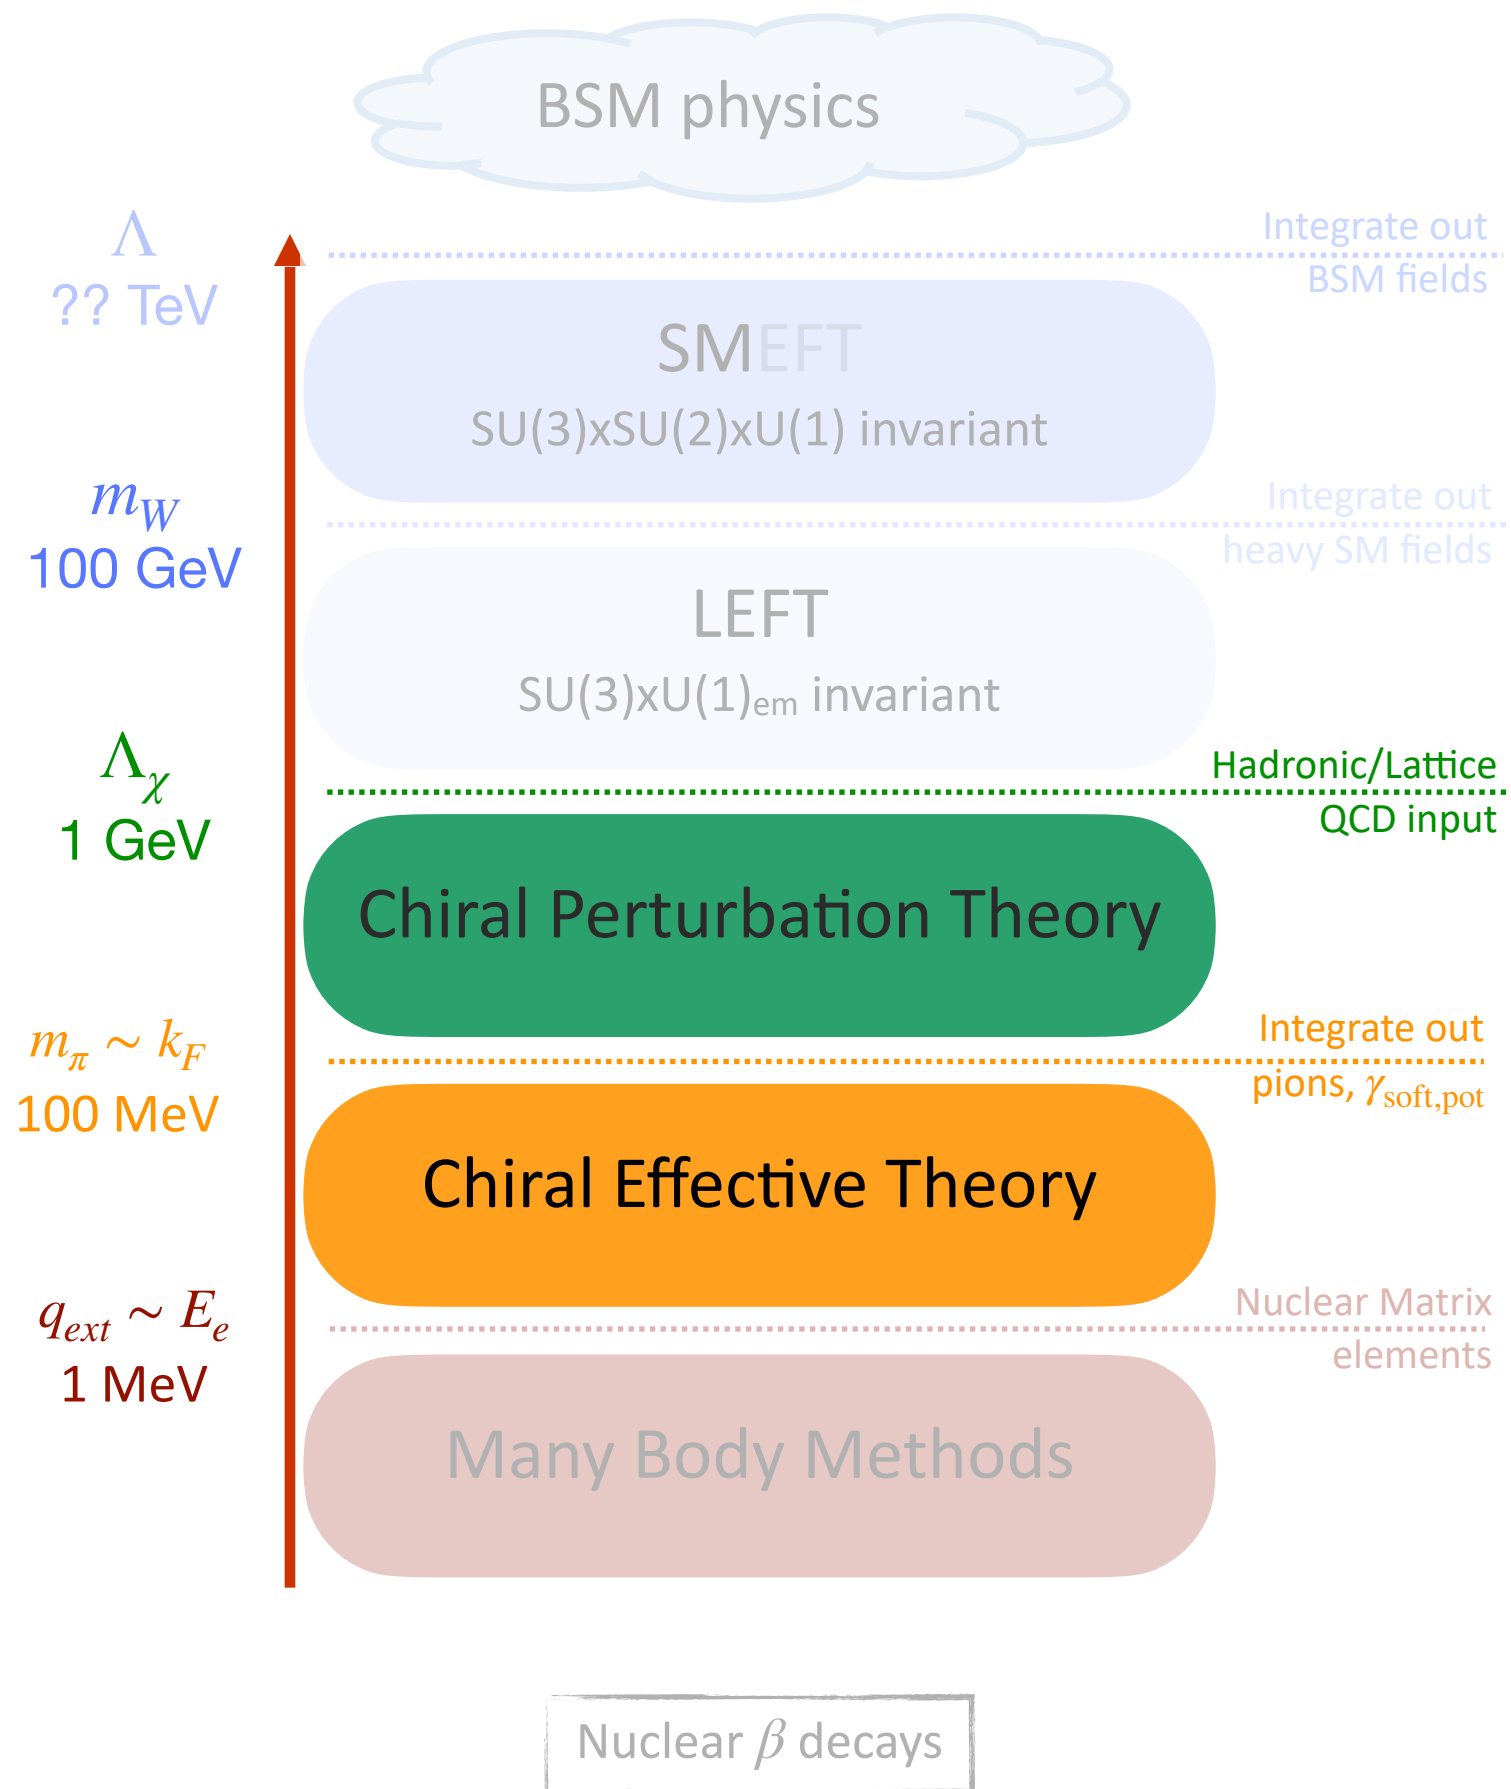 BSM physics
Λ
?? TeV
Integrate out
BSM fields
SMEFT
SU(3)xSU(2)xU(1) invariant
m_W
100 GeV
Integrate out
heavy SM fields
LEFT
SU(3)xU(1)em invariant
Λ_χ
1 GeV
Hadronic/Lattice
QCD input
Chiral Perturbation Theory
m_π ~ k_F
100 MeV
Integrate out
pions, γ_soft,pot
Chiral Effective Theory
q_ext ~ E_e
1 MeV
Nuclear Matrix
elements
Many Body Methods
Nuclear β decays